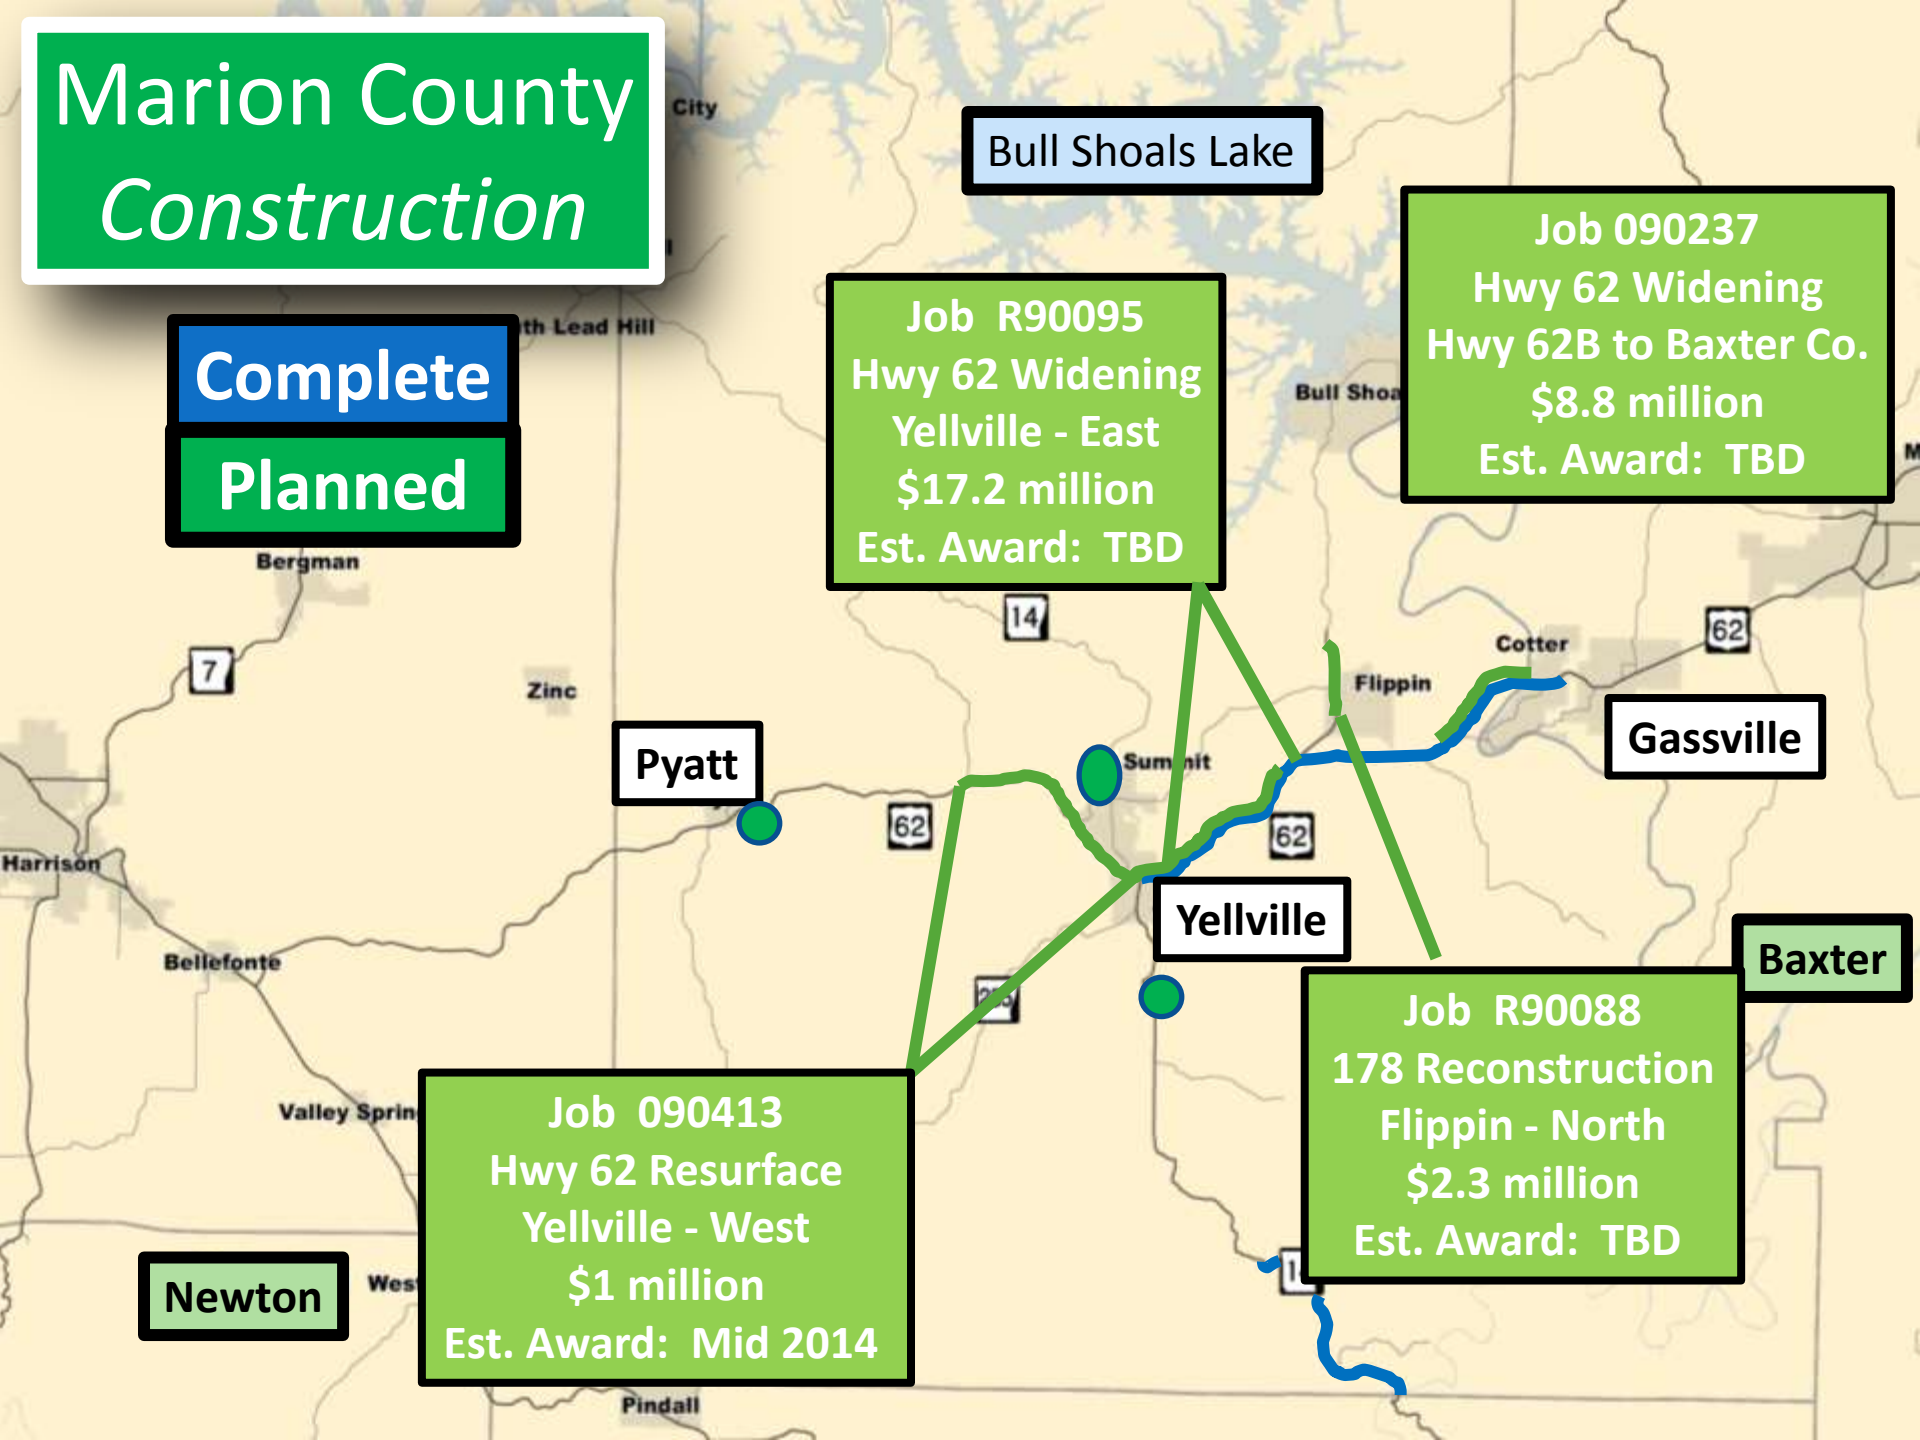 Marion County
Construction
City
Bull Shoals Lake
Complete
Planned
th Lead Hill
Job R90095
Hwy 62 Widening
Yellville - East
$17.2 million
Est. Award: TBD
Job 090237
Hwy 62 Widening
Hwy 62B to Baxter Co.
$8.8 million
Est. Award: TBD
Bull Shoa
M
Bergman
14
7
Zinc
62
Cotter
Flippin
Gassville
Pyatt
Summit
62
62
Harrison
Yellville
Bellefonte
Baxter
Valley Sprin
Job 090413
Hwy 62 Resurface
Yellville - West
$1 million
Est. Award: Mid 2014
Job R90088
178 Reconstruction
Flippin - North
$2.3 million
Est. Award: TBD
Newton
Wes
1
Pindall